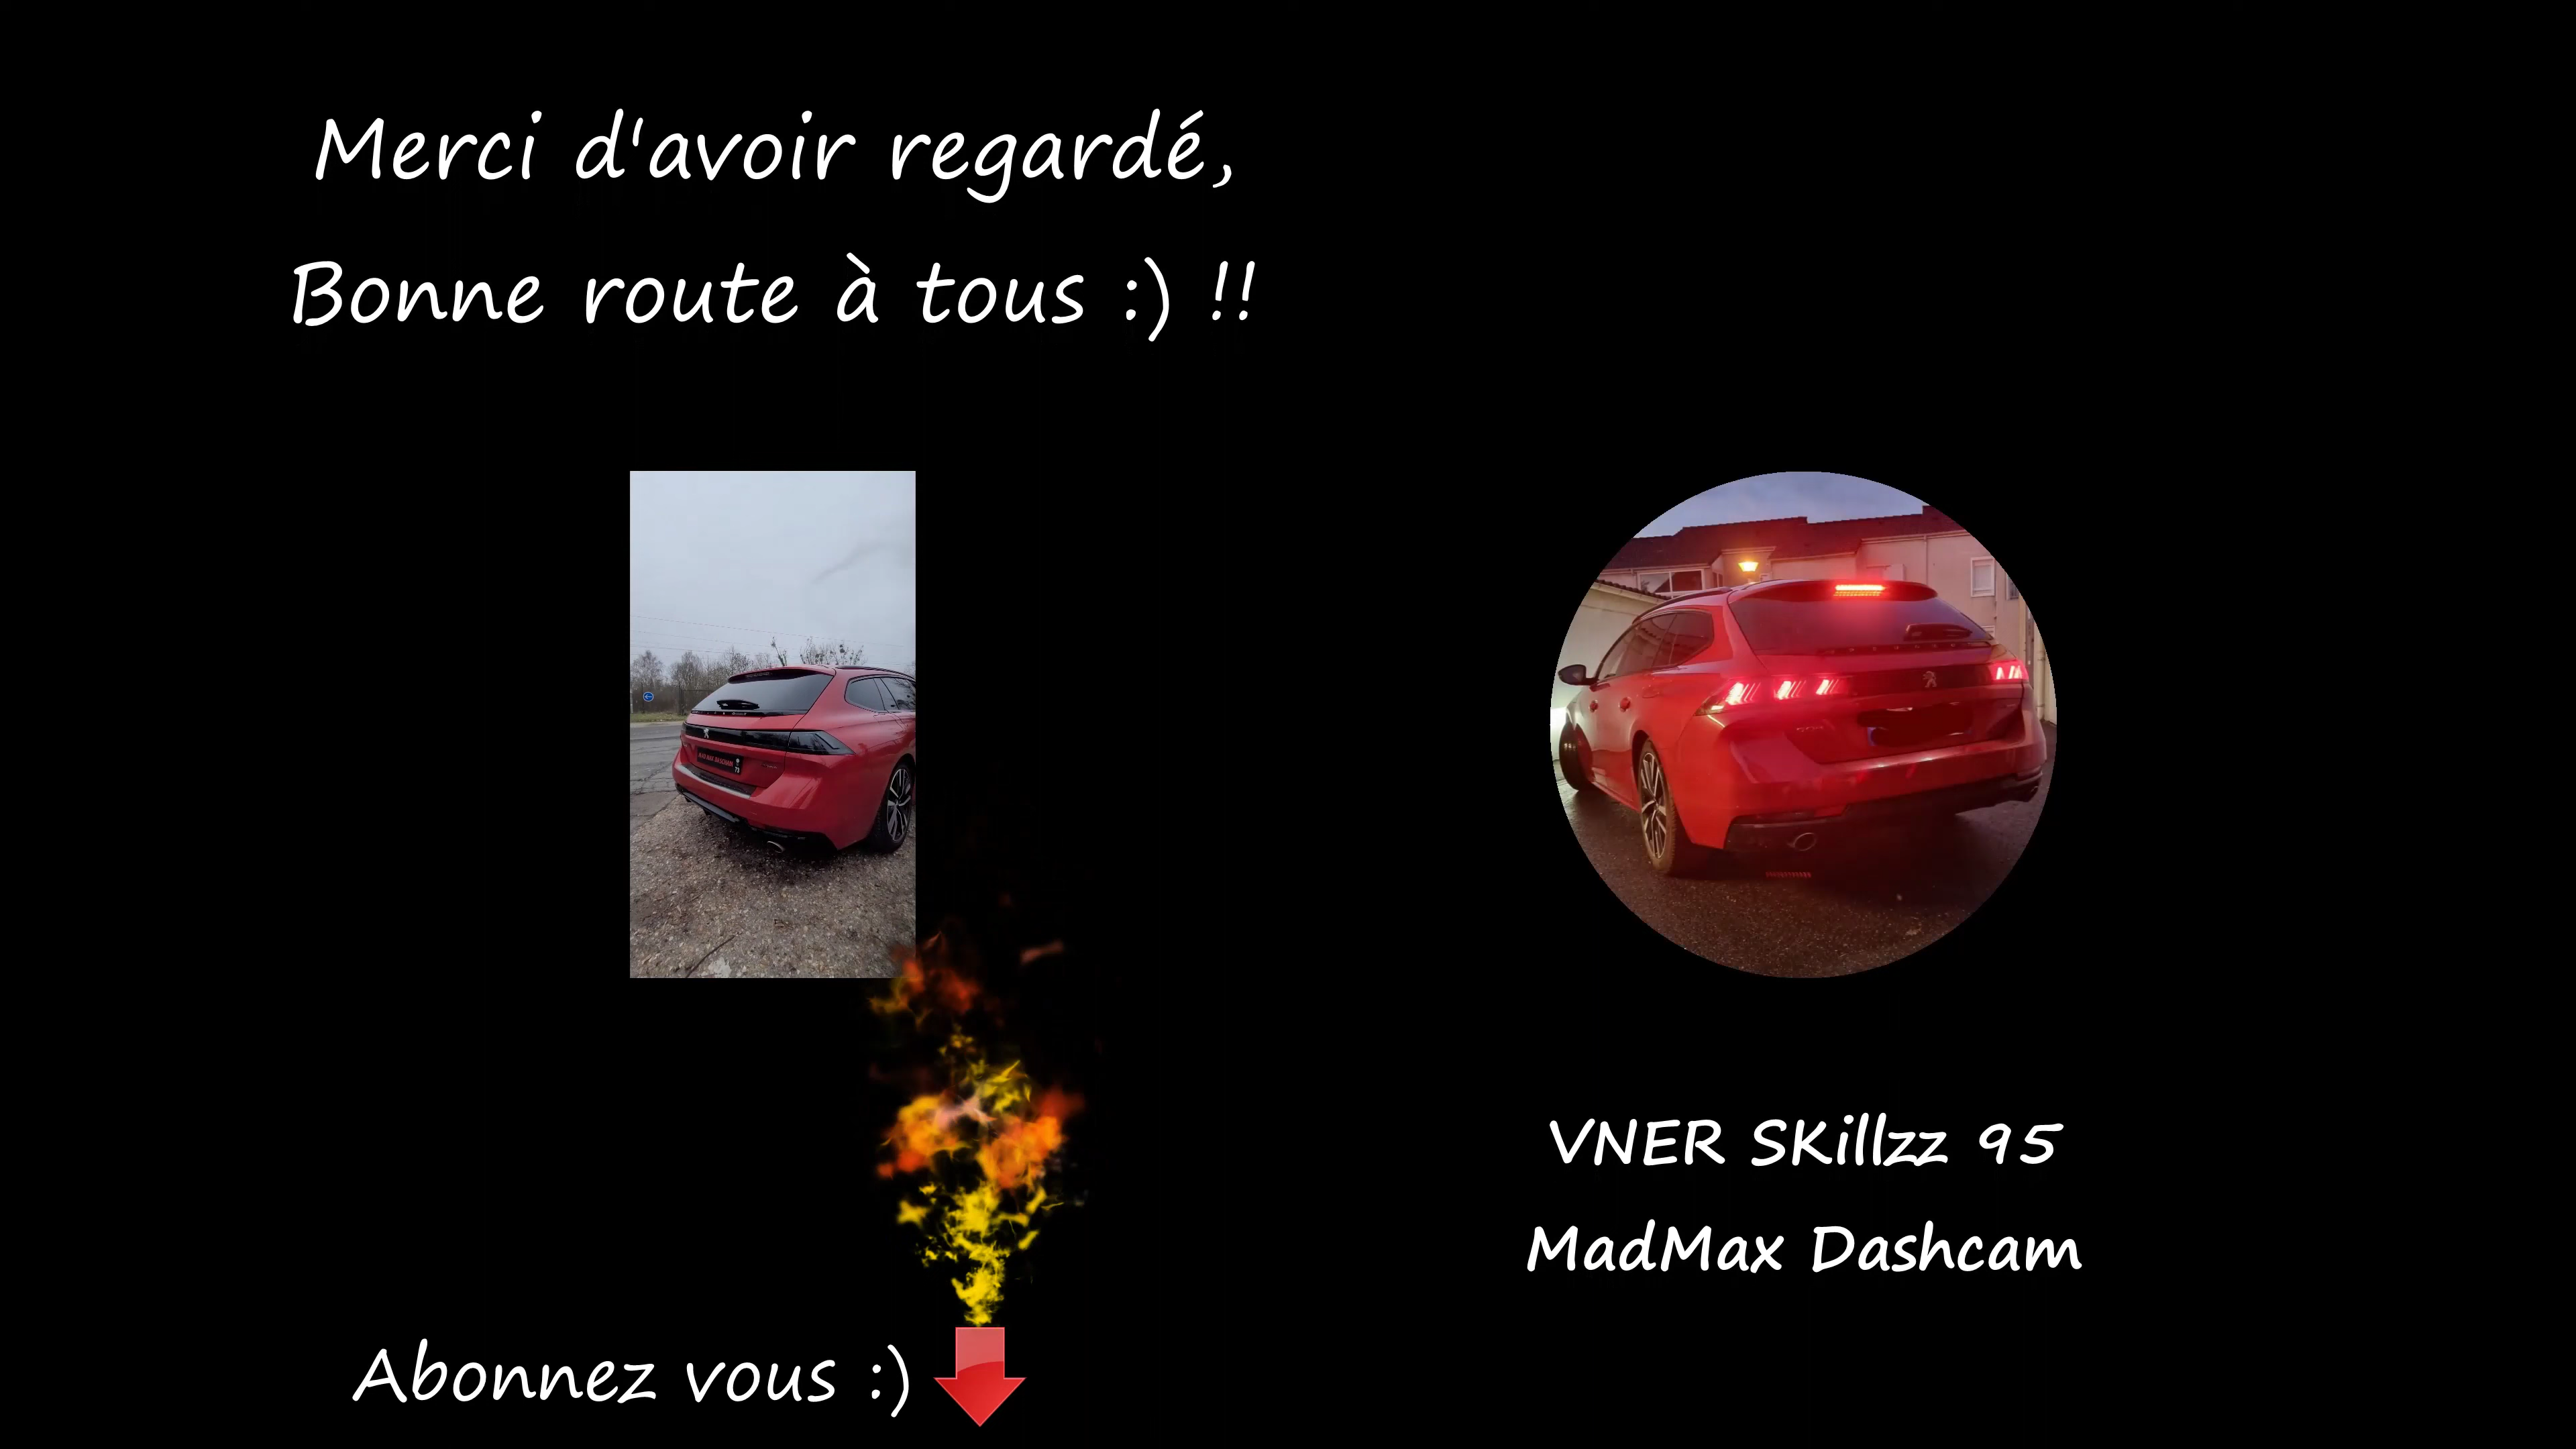 Merci d'avoir regardé,
Bonne route à tous :) !!
VNER SKillzz 95
MadMax Dashcam
Abonnez vous :)